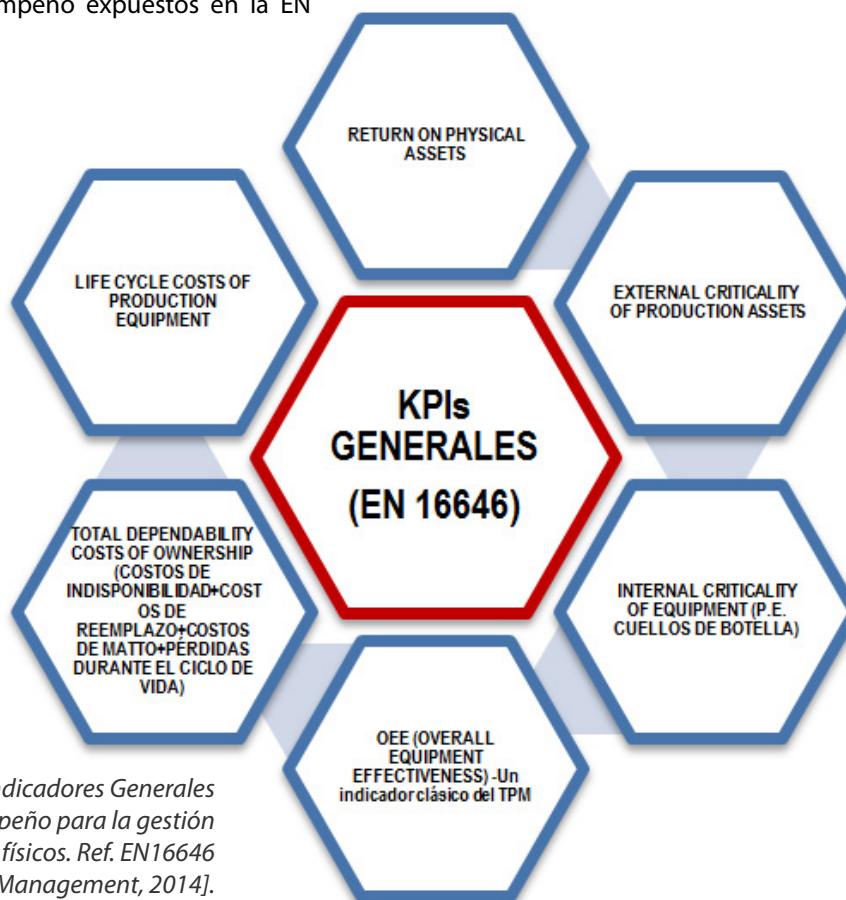 mpeño expuestos en la EN
RETURN ON PHYSICAL
ASSETS
EXTERNAL CRITICALITY
OF PRODUCTION ASSETS
INTERNAL CRITICALITY
OF EQUIPMENT (P.E.
CUELLOS DE BOTELLA)
OEE (OVERALL
EQUIPMENT
EFFECTIVENESS) -Un
indicador clásico del TPM
TOTAL DEPENDABILITY
COSTS OF OWNERSHIP
(COSTOS DE
INDISPONIBILIDAD+COST
OS DE
REEMPLAZO+COSTOS
DE MATTO+PÉRDIDAS
DURANTE EL CICLO DE
VIDA)
LIFE CYCLE COSTS OF
PRODUCTION
EQUIPMENT
KPIs
GENERALES
(EN 16646)
ndicadores Generales
peño para la gestión
físicos. Ref. EN16646
Management, 2014].